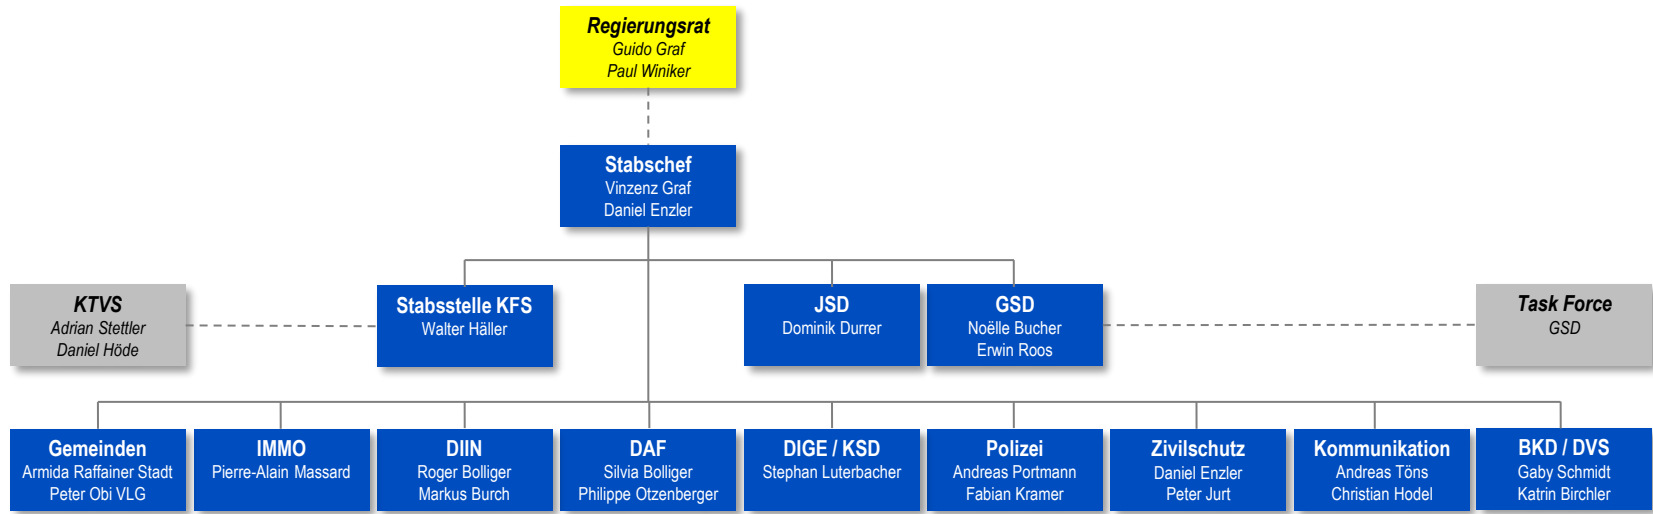 Regierungsrat
Guido Graf
Paul Winiker
Stabschef
Vinzenz Graf
Daniel Enzler
KTVS
Adrian Stettler
Daniel Höde
Stabsstelle KFS
Walter Häller
JSD
Dominik Durrer
GSD
Noëlle Bucher
Erwin Roos
Task Force
GSD
Gemeinden
Armida Raffainer Stadt
Peter Obi VLG
IMMO
Pierre-Alain Massard
DIIN
Roger Bolliger
Markus Burch
DAF
Silvia Bolliger
Philippe Otzenberger
DIGE / KSD
Stephan Luterbacher
Polizei
Andreas Portmann
Fabian Kramer
Zivilschutz
Daniel Enzler
Peter Jurt
Kommunikation
Andreas Töns
Christian Hodel
BKD / DVS
Gaby Schmidt
Katrin Birchler